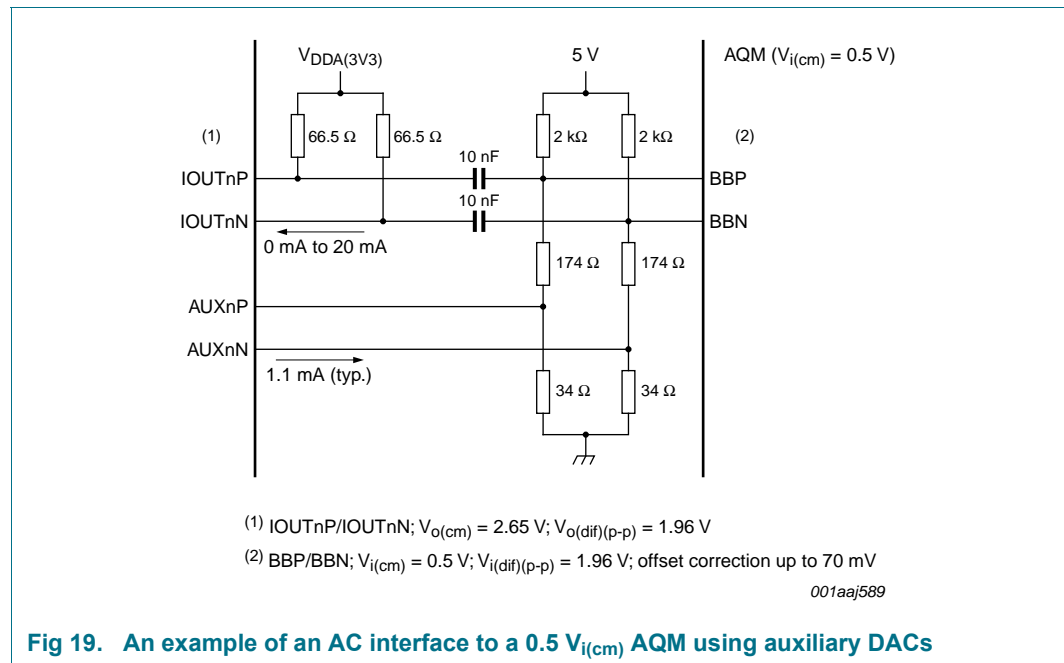 VDDA(3V3) 5 V AQM (Vi(cm) = 0.5 V)
(1) 66.5 Ω 66.5 Ω 2 kΩ 2 kΩ (2)
10 nF
IOUTnP BBP
10 nF
IOUTnN BBN
0 mA to 20 mA
174 Ω 174 Ω
AUXnP
AUXnN
1.1 mA (typ.)
34 Ω 34 Ω
(1) IOUTnP/IOUTnN; Vo(cm) = 2.65 V; Vo(dif)(p-p) = 1.96 V
(2) BBP/BBN; Vi(cm) = 0.5 V; Vi(dif)(p-p) = 1.96 V; offset correction up to 70 mV
001aaj589
Fig 19. An example of an AC interface to a 0.5 Vi(cm) AQM using auxiliary DACs